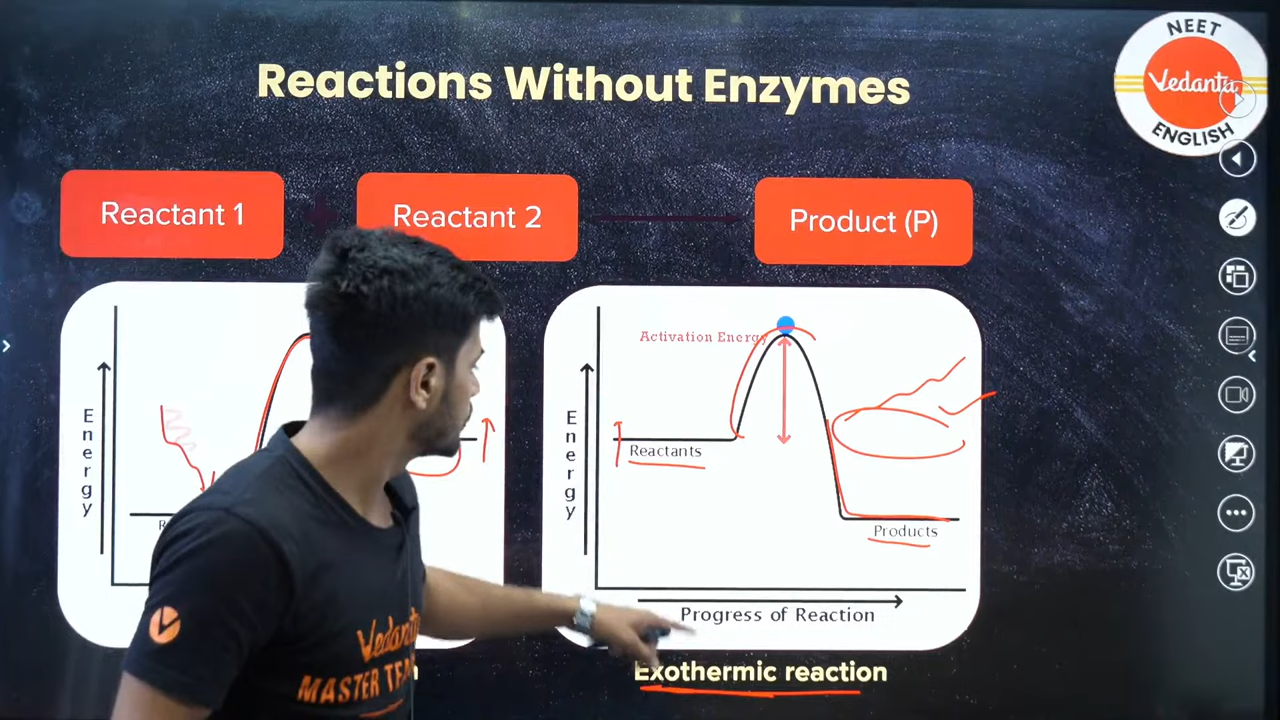 Reactions Without Enzymes
NEET
Vedantu
ENGLISH
Reactant 1
Reactant 2
Product (P)
Energy
Energy
Activation Energy
Reactants
Products
Progress of Reaction
Exothermic reaction
Vedantu
MASTER